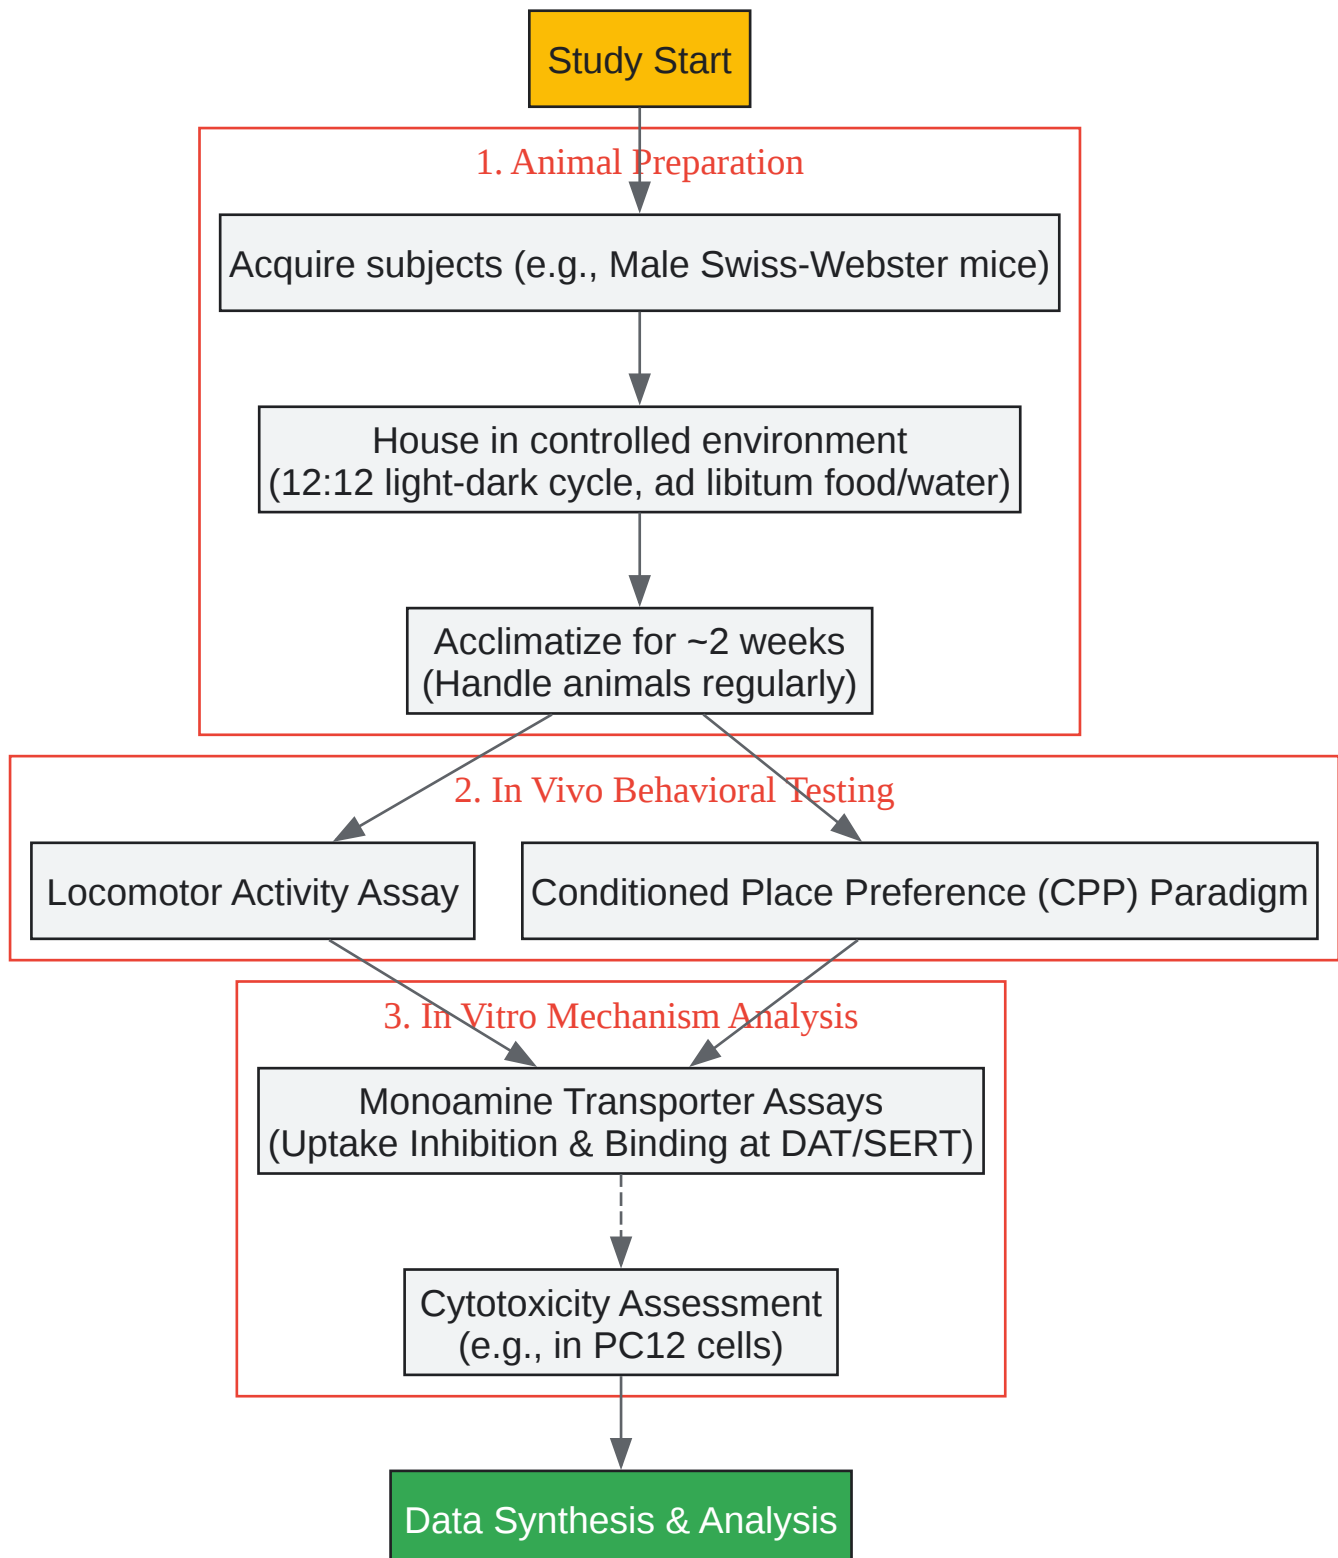 Study Start
1. Animal Preparation
Acquire subjects (e.g., Male Swiss-Webster mice)
House in controlled environment
(12:12 light-dark cycle, ad libitum food/water)
Acclimatize for ~2 weeks
(Handle animals regularly)
2. In Vivo Behavioral Testing
Locomotor Activity Assay
Conditioned Place Preference (CPP) Paradigm
3. In Vitro Mechanism Analysis
Monoamine Transporter Assays
(Uptake Inhibition & Binding at DAT/SERT)
Cytotoxicity Assessment
(e.g., in PC12 cells)
Data Synthesis & Analysis